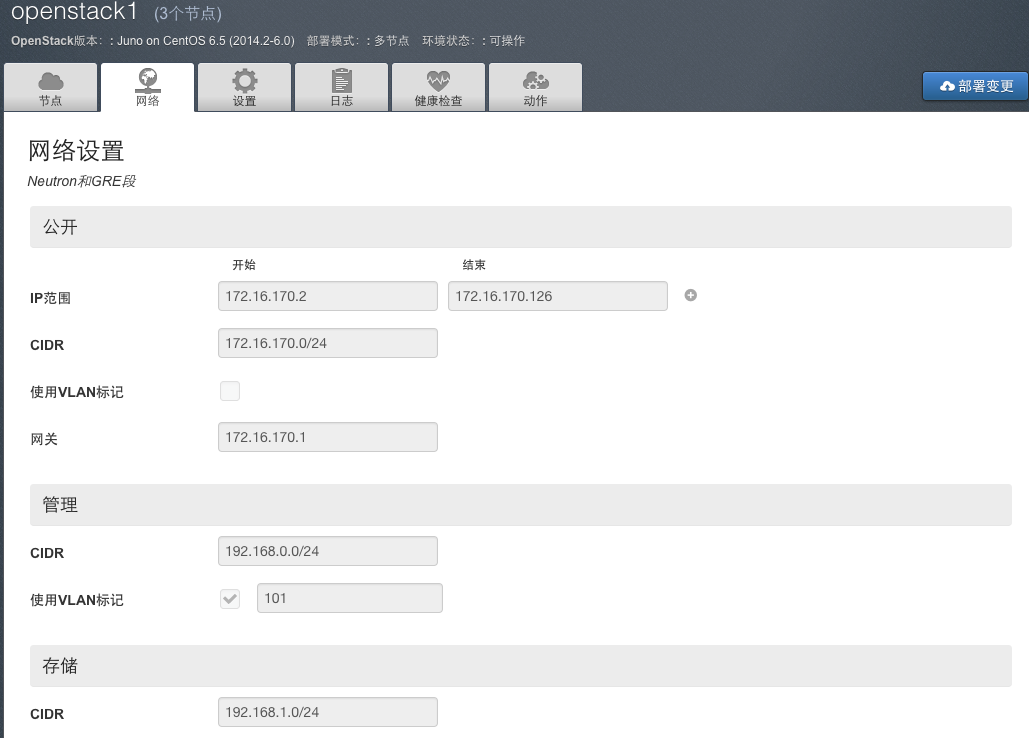 openstack1 (3个节点)
OpenStack版本: : Juno on CentOS 6.5 (2014.2-6.0) 部署模式: : 多节点 环境状态: : 可操作
节点 网络 设置 日志 健康检查 动作 部署变更
网络设置
Neutron和GRE段
公开
开始 结束
IP范围 172.16.170.2 172.16.170.126
CIDR 172.16.170.0/24
使用VLAN标记
网关 172.16.170.1
管理
CIDR 192.168.0.0/24
使用VLAN标记 101
存储
CIDR 192.168.1.0/24